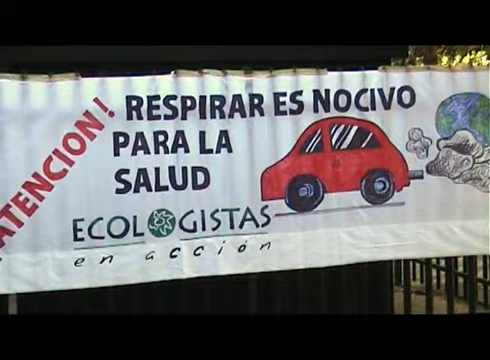 ATENCION!
RESPIRAR ES NOCIVO
PARA LA
SALUD
ECOLOGISTAS
en acción